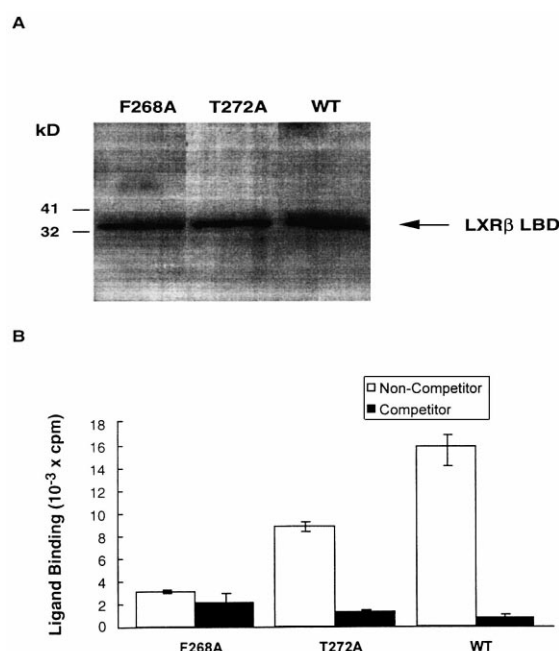 A
F268A T272A WT
kD
41
32
LXRβ LBD
B
Non-Competitor
Competitor
Ligand Binding (10⁻³ x cpm)
18
16
14
12
10
8
6
4
2
0
F268A T272A WT